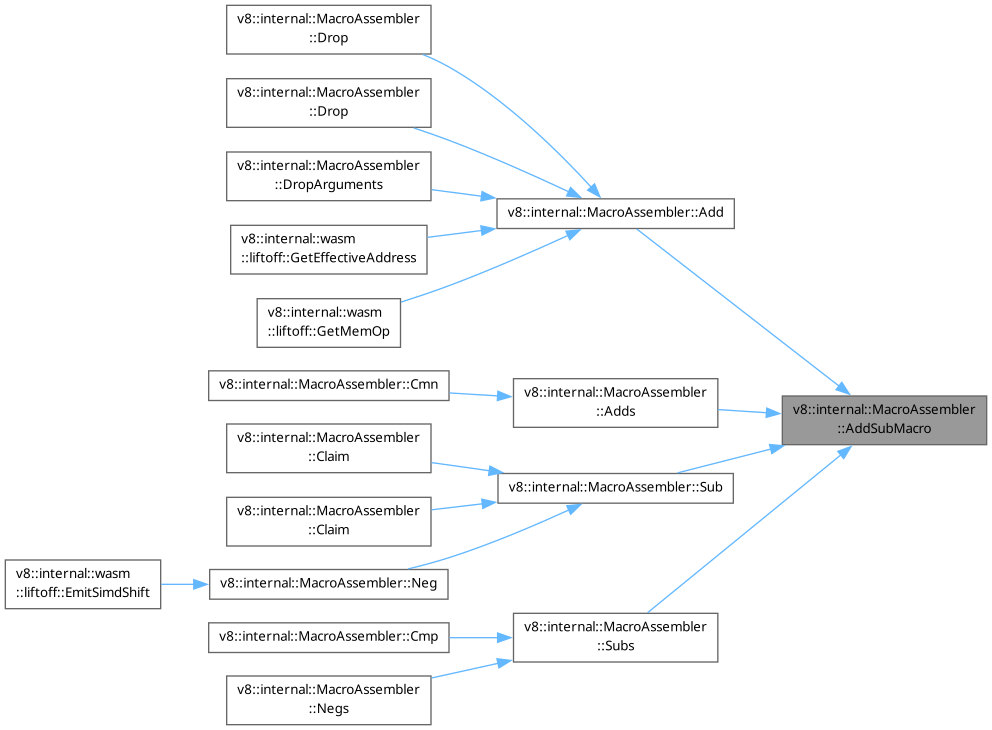 v8::internal::MacroAssembler
::Drop
v8::internal::MacroAssembler
::Drop
v8::internal::MacroAssembler
::DropArguments
v8::internal::MacroAssembler::Add
v8::internal::wasm
::liftoff::GetEffectiveAddress
v8::internal::wasm
::liftoff::GetMemOp
v8::internal::MacroAssembler::Cmn
v8::internal::MacroAssembler
::Adds
v8::internal::MacroAssembler
::AddSubMacro
v8::internal::MacroAssembler
::Claim
v8::internal::MacroAssembler::Sub
v8::internal::MacroAssembler
::Claim
v8::internal::wasm
::liftoff::EmitSimdShift
v8::internal::MacroAssembler::Neg
v8::internal::MacroAssembler::Cmp
v8::internal::MacroAssembler
::Subs
v8::internal::MacroAssembler
::Negs